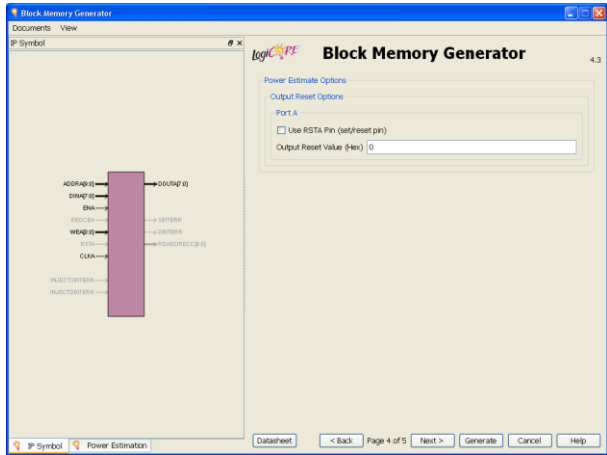 Block Memory Generator
Documents View
IP Symbol
logiCORE
Block Memory Generator
4.3
Power Estimate Options
Output Reset Options
Port A
Use RSTA Pin (set/reset pin)
Output Reset Value (Hex) 0
ADDRA[9:0] DOUTA[7:0]
DINA[7:0]
ENA
REGCEA SBITERR
WEA[0:0] DBITERR
RSTA RDADDRECC[9:0]
CLKA
INJECTSBITERR
INJECTDBITERR
IP Symbol Power Estimation
Datasheet < Back Page 4 of 5 Next > Generate Cancel Help